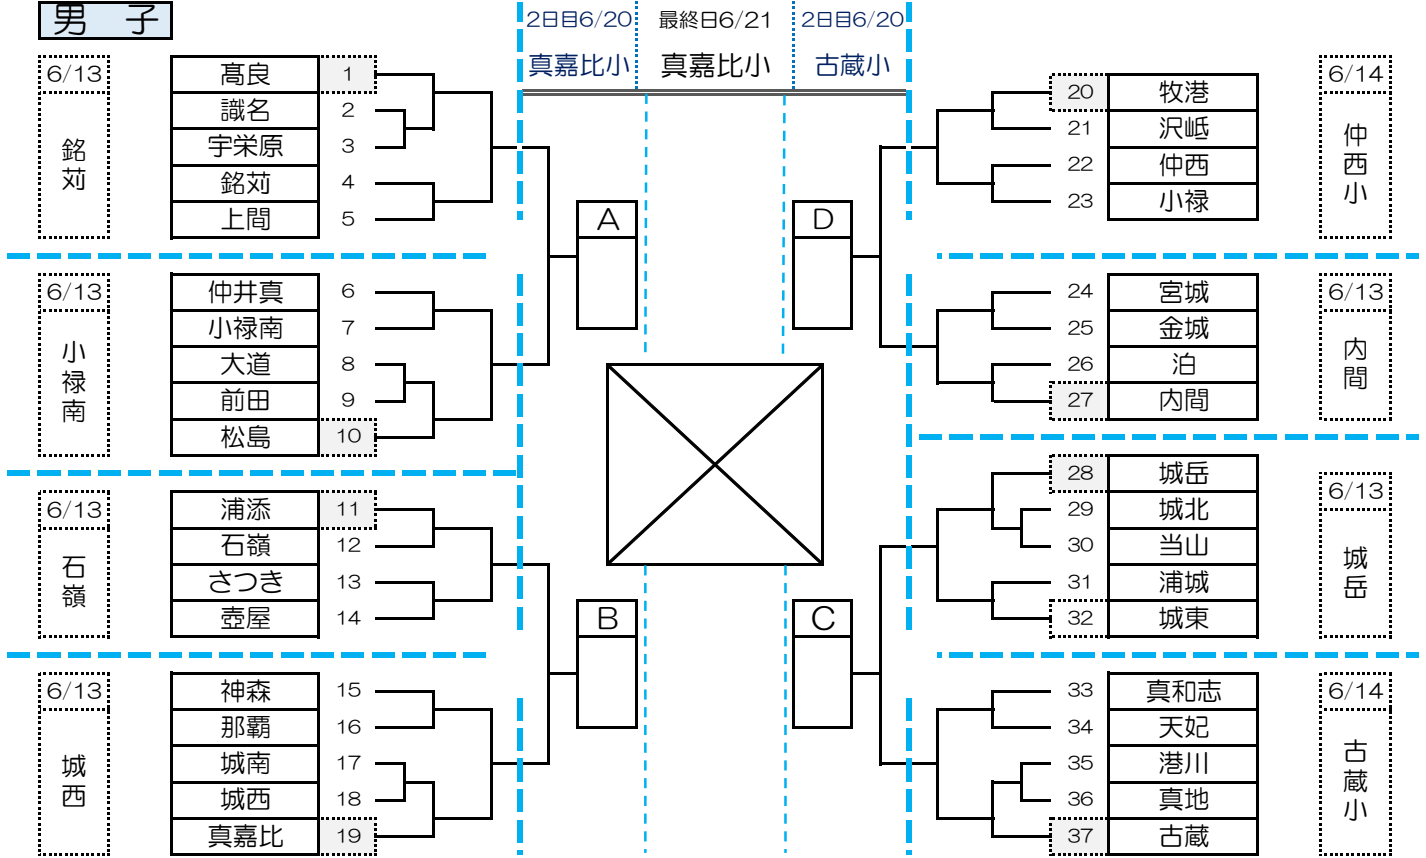 男 子
2日目6/20 最終日6/21 2日目6/20
真嘉比小 真嘉比小 古蔵小
6/13
銘苅
髙良 1
識名 2
宇栄原 3
銘苅 4
上間 5
6/13
小禄南
仲井真 6
小禄南 7
大道 8
前田 9
松島 10
6/13
石嶺
浦添 11
石嶺 12
さつき 13
壺屋 14
6/13
城西
神森 15
那覇 16
城南 17
城西 18
真嘉比 19
A
B
D
C
20 牧港
21 沢岻
22 仲西
23 小禄
6/14
仲西小
24 宮城
25 金城
26 泊
27 内間
6/13
内間
28 城岳
29 城北
30 当山
31 浦城
32 城東
6/13
城岳
33 真和志
34 天妃
35 港川
36 真地
37 古蔵
6/14
古蔵小